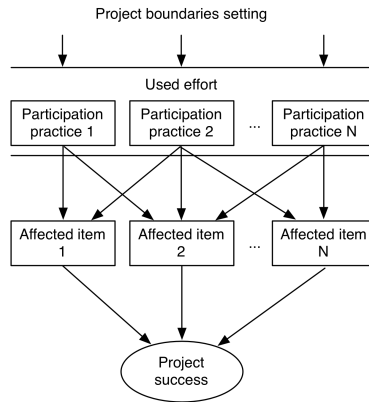 Project boundaries setting
Used effort
Participation
practice 1
Participation
practice 2
...
Participation
practice N
Affected item
1
Affected item
2
...
Affected item
N
Project
success